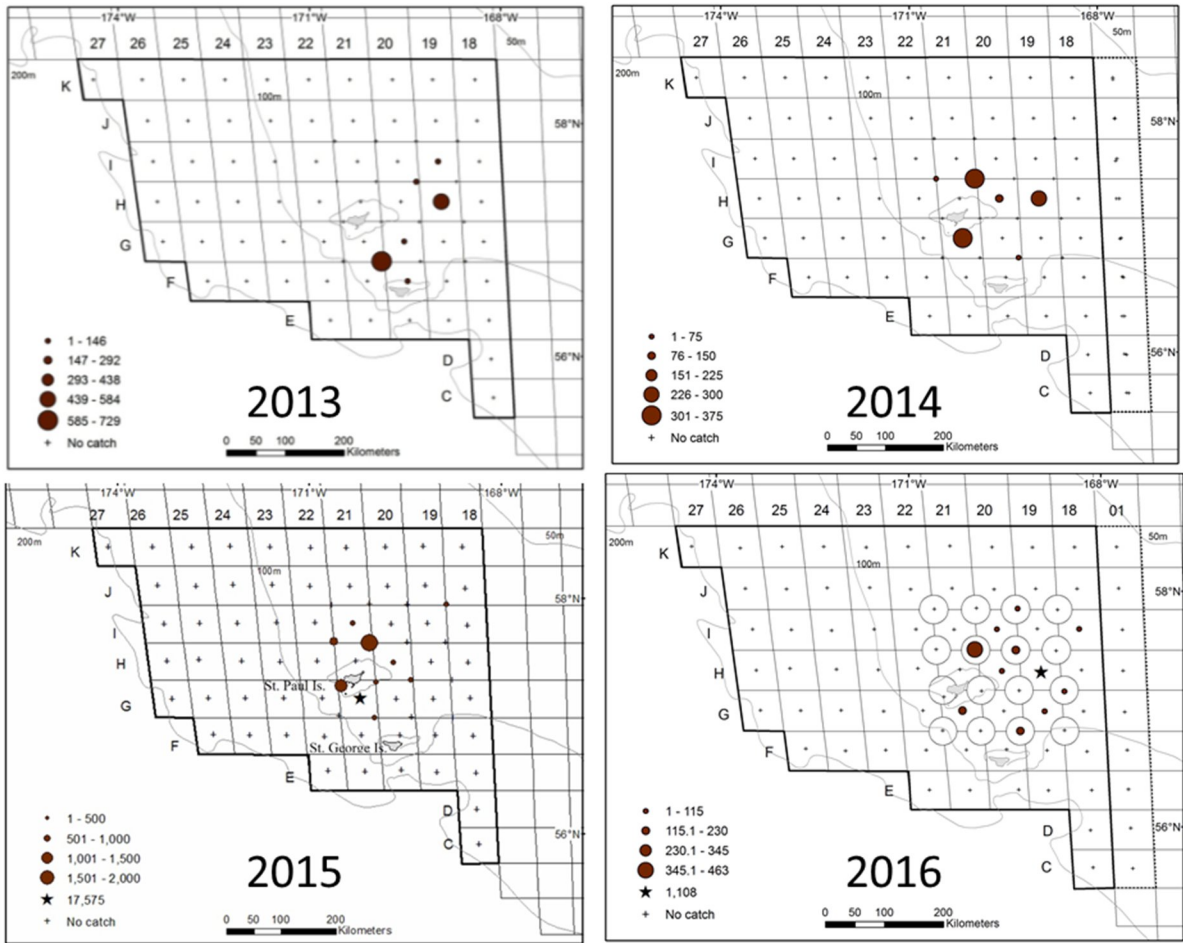 174°W 171°W 168°W
27 26 25 24 23 22 21 20 19 18 50m
200m
K
100m
J 58°N
I
H
G
F
E
1 - 146
147 - 292
293 - 438
439 - 584
585 - 729
No catch
D 56°N
C
2013
0 50 100 200
Kilometers
174°W 171°W 168°W
27 26 25 24 23 22 21 20 19 18 50m
200m
K
100m
J 58°N
I
H
G
F
E
1 - 75
76 - 150
151 - 225
226 - 300
301 - 375
No catch
D 56°N
C
2014
0 50 100 200
Kilometers
174°W 171°W 168°W
27 26 25 24 23 22 21 20 19 18 50m
200m
K
100m
J 58°N
I
H
St. Paul Is.
G
F St. George Is.
E
1 - 500
501 - 1,000
1,001 - 1,500
1,501 - 2,000
17,575
No catch
D 56°N
C
2015
0 50 100 200
Kilometers
174°W 171°W 168°W
27 26 25 24 23 22 21 20 19 18 01
200m 50m
K
100m
J 58°N
I
H
G
F
E
1 - 115
115.1 - 230
230.1 - 345
345.1 - 463
1,108
No catch
D 56°N
C
2016
0 50 100 200
Kilometers